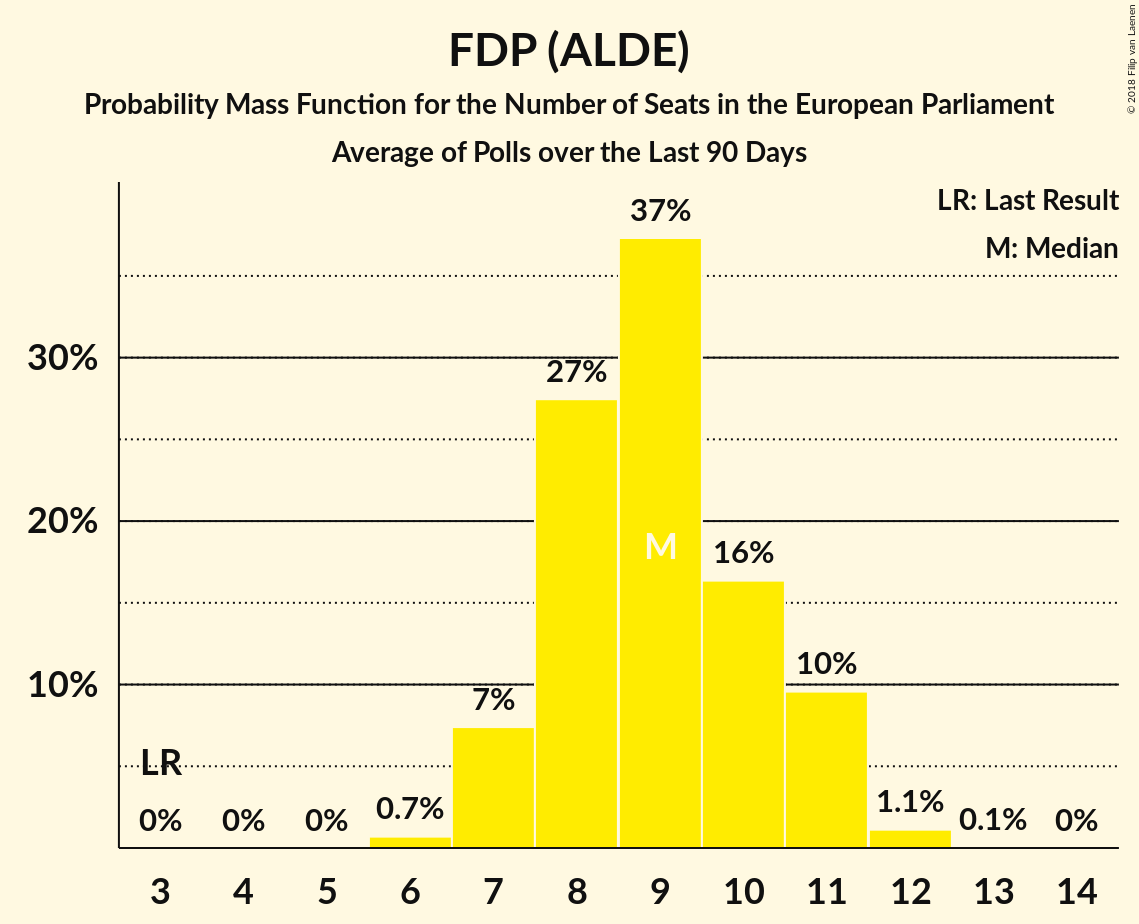 FDP (ALDE)
Probability Mass Function for the Number of Seats in the European Parliament
Average of Polls over the Last 90 Days
© 2018 Filip van Laenen
LR: Last Result
M: Median
37%
30%
27%
20%
M
16%
10%
10%
7%
LR
0% 0% 0% 0.7% 1.1% 0.1% 0%
3 4 5 6 7 8 9 10 11 12 13 14